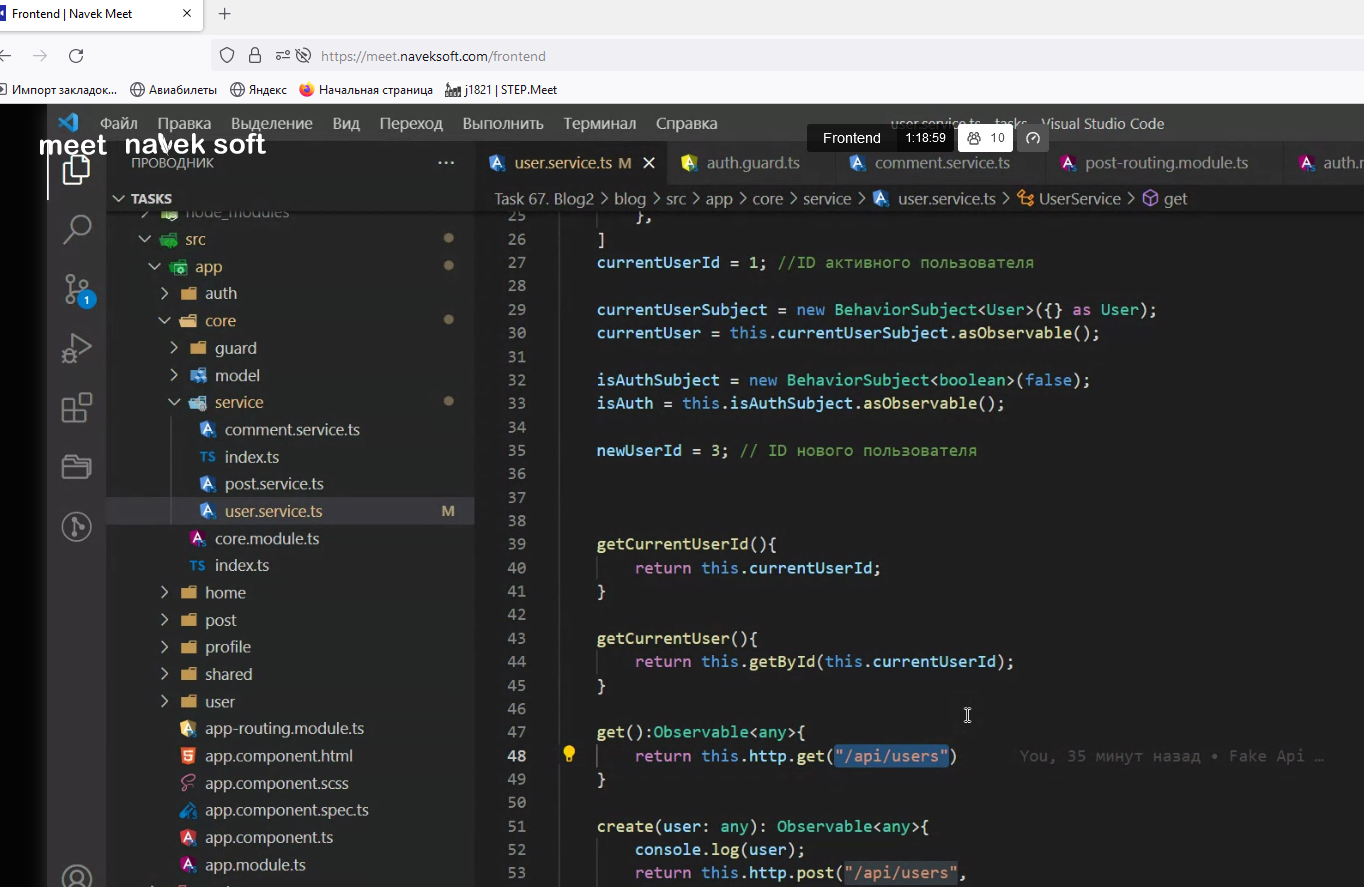 Frontend | Navek Meet
https://meet.naveksoft.com/frontend
Импорт закладок...
Авиабилеты
Яндекс
Начальная страница
j1821 | STEP.Meet
Файл Правка Выделение Вид Переход Выполнить Терминал Справка
user.service.ts - tasks - Visual Studio Code
meet navek soft
Frontend 1:18:59 10
ПРОВОДНИК ...
user.service.ts M
auth.guard.ts
comment.service.ts
post-routing.module.ts
TASKS
Task 67. Blog2 > blog > src > app > core > service > user.service.ts > UserService > get
node_modules
src
app
auth
core
guard
model
service
comment.service.ts
TS index.ts
post.service.ts
user.service.ts M
core.module.ts
TS index.ts
home
post
profile
shared
user
app-routing.module.ts
app.component.html
app.component.scss
app.component.spec.ts
app.component.ts
app.module.ts
1
25 },
26 ]
27 currentUserId = 1; //ID активного пользователя
28
29 currentUserSubject = new BehaviorSubject<User>({} as User);
30 currentUser = this.currentUserSubject.asObservable();
31
32 isAuthSubject = new BehaviorSubject<boolean>(false);
33 isAuth = this.isAuthSubject.asObservable();
34
35 newUserId = 3; // ID нового пользователя
36
37
38
39 getCurrentUserId(){
40 return this.currentUserId;
41 }
42
43 getCurrentUser(){
44 return this.getById(this.currentUserId);
45 }
46
47 get():Observable<any>{
48 return this.http.get("/api/users") You, 35 минут назад • Fake Api …
49 }
50
51 create(user: any): Observable<any>{
52 console.log(user);
53 return this.http.post("/api/users",